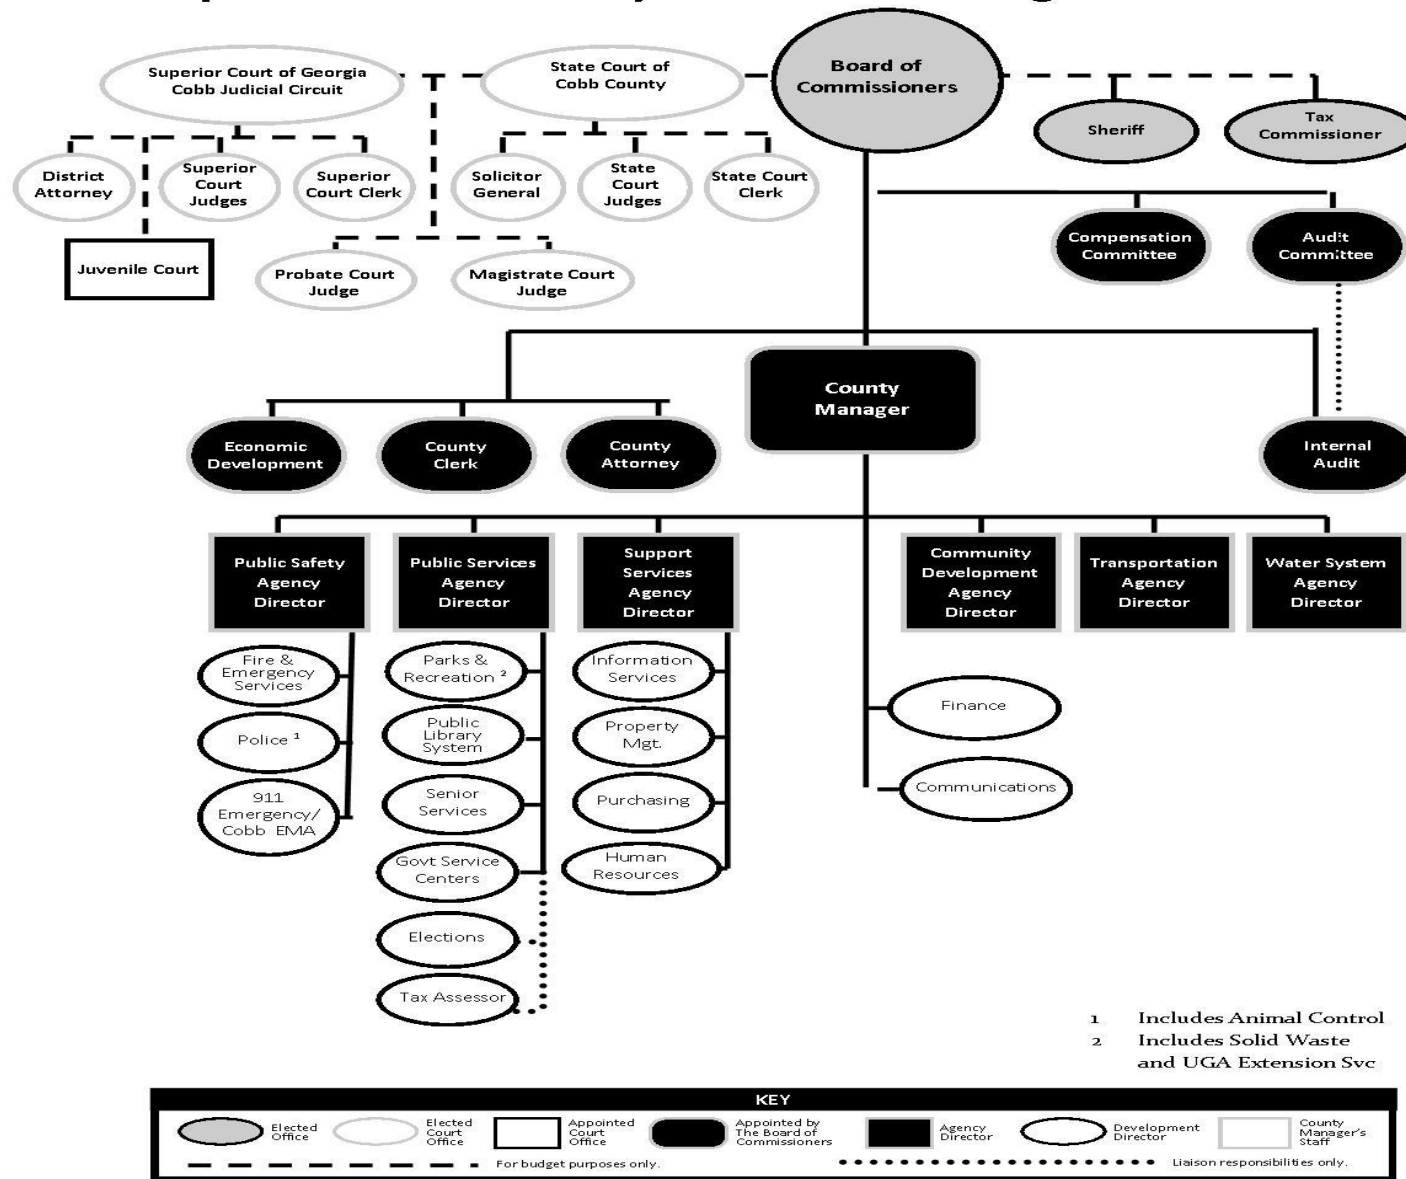 Superior Court of Georgia
Cobb Judicial Circuit
State Court of
Cobb County
Board of
Commissioners
Sheriff
Tax
Commissioner
District
Attorney
Superior
Court
Judges
Superior
Court Clerk
Solicitor
General
State
Court
Judges
State Court
Clerk
Juvenile Court
Probate Court
Judge
Magistrate Court
Judge
Compensation
Committee
Audit
Committee
County
Manager
Economic
Development
County
Clerk
County
Attorney
Internal
Audit
Public Safety
Agency
Director
Public Services
Agency
Director
Support
Services
Agency
Director
Community
Development
Agency
Director
Transportation
Agency
Director
Water System
Agency
Director
Fire &
Emergency
Services
Police ¹
911
Emergency/
Cobb EMA
Parks &
Recreation ²
Public
Library
System
Senior
Services
Govt Service
Centers
Elections
Tax Assessor
Information
Services
Property
Mgt.
Purchasing
Human
Resources
Finance
Communications
1 Includes Animal Control
2 Includes Solid Waste
and UGA Extension Svc
KEY
Elected
Office
Elected
Court
Office
Appointed
Court
Office
Appointed by
The Board of
Commissioners
Agency
Director
Development
Director
County
Manager's
Staff
For budget purposes only.
Liaison responsibilities only.